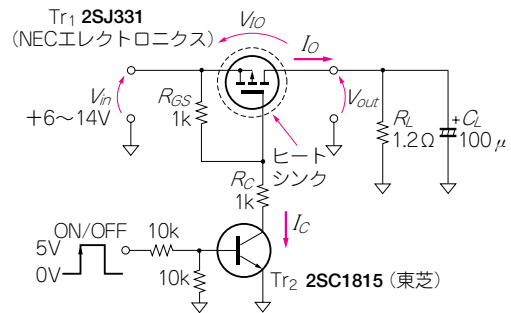 Tr1 2SJ331
（NECエレクトロニクス）
VIO
IO
Vin
+6～14V
RGS
1k
Vout
RL
1.2Ω
+CL
100μ
ヒート
シンク
RC
1k
IC
ON/OFF
5V
0V
10k
10k
Tr2 2SC1815（東芝）